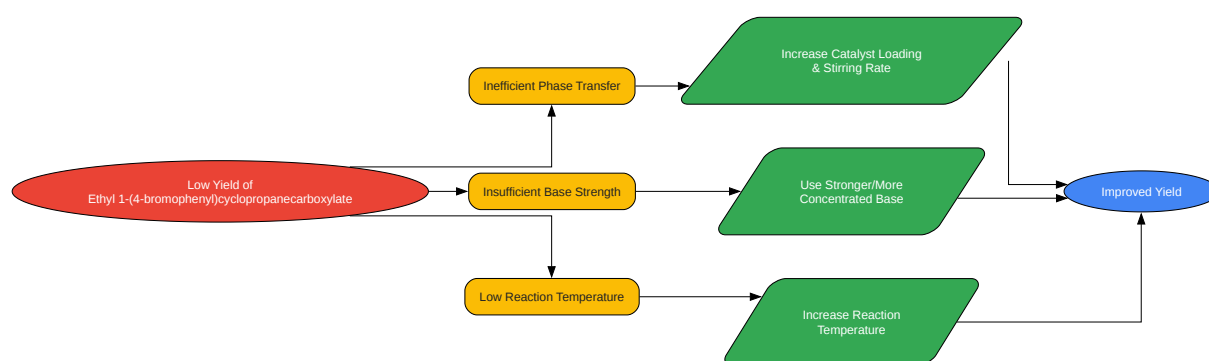 Increase Catalyst Loading
& Stirring Rate
Inefficient Phase Transfer
Low Yield of
Ethyl 1-(4-bromophenyl)cyclopropanecarboxylate
Insufficient Base Strength
Use Stronger/More
Concentrated Base
Improved Yield
Low Reaction Temperature
Increase Reaction
Temperature